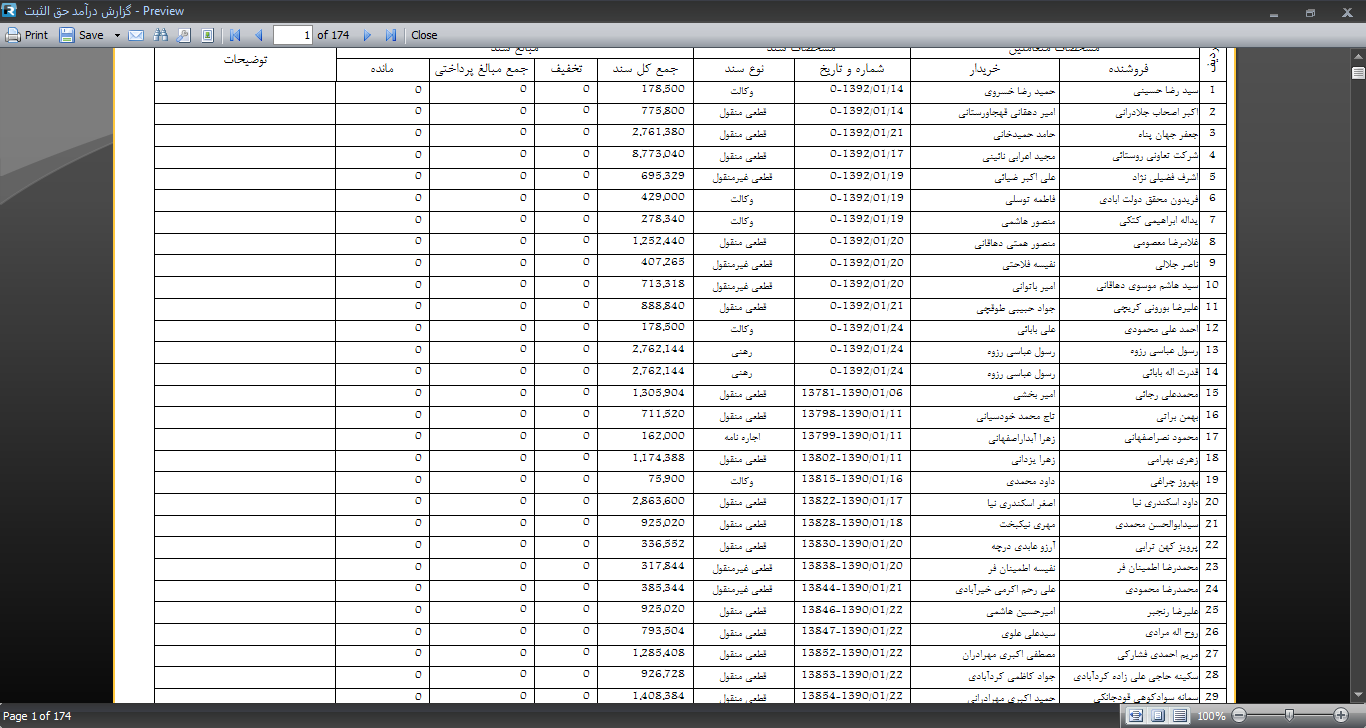 گزارش درآمد حق الثبت - Preview
Print Save 1 of 174 Close
ردیف مشخصات متعاملین مشخصات سند مبالغ سند توضیحات
فروشنده خریدار شماره و تاریخ نوع سند جمع کل سند تخفیف جمع مبالغ پرداختی مانده
1 سید رضا حسینی حمید رضا خسروی 0-1392/01/14 وکالت 178,500 0 0 0
2 اکبر اصحاب جلادرانی امیر دهقانی قهجاورستانی 0-1392/01/14 قطعی منقول 775,800 0 0 0
3 جعفر جهان پناه حامد حمیدخانی 0-1392/01/21 قطعی منقول 2,761,380 0 0 0
4 شرکت تعاونی روستائی مجید اعرابی نائینی 0-1392/01/17 قطعی منقول 8,773,040 0 0 0
5 اشرف فضیلی نژاد علی اکبر ضیائی 0-1392/01/19 قطعی غیرمنقول 695,329 0 0 0
6 فریدون محقق دولت ابادی فاطمه توسلی 0-1392/01/19 وکالت 429,000 0 0 0
7 یداله ابراهیمی کتکی منصور هاشمی 0-1392/01/19 وکالت 278,340 0 0 0
8 غلامرضا معصومی منصور همتی دهاقانی 0-1392/01/20 قطعی منقول 1,252,440 0 0 0
9 ناصر جلالی نفیسه فلاحتی 0-1392/01/20 قطعی غیرمنقول 407,265 0 0 0
10 سید هاشم موسوی دهاقانی امیر باتوانی 0-1392/01/20 قطعی غیرمنقول 713,318 0 0 0
11 علیرضا بورونی کریچی جواد حبیبی طوقچی 0-1392/01/21 قطعی منقول 888,840 0 0 0
12 احمد علی محمودی علی بابائی 0-1392/01/24 وکالت 178,500 0 0 0
13 رسول عباسی رزوه رسول عباسی رزوه 0-1392/01/24 رهنی 2,762,144 0 0 0
14 قدرت اله بابائی رسول عباسی رزوه 0-1392/01/24 رهنی 2,762,144 0 0 0
15 محمدعلی رجائی امیر بخشی 13781-1390/01/06 قطعی منقول 1,305,904 0 0 0
16 بهمن براتی تاج محمد خودسیانی 13798-1390/01/11 قطعی منقول 711,520 0 0 0
17 محمود نصراصفهانی زهرا آبداراصفهانی 13799-1390/01/11 اجاره نامه 162,000 0 0 0
18 زهری بهرامی زهرا یزدانی 13802-1390/01/11 قطعی منقول 1,174,388 0 0 0
19 بهروز چراغی داود محمدی 13815-1390/01/16 وکالت 75,900 0 0 0
20 داود اسکندری نیا اصغر اسکندری نیا 13822-1390/01/17 قطعی منقول 2,863,600 0 0 0
21 سیدابوالحسن محمدی مهری نیکبخت 13828-1390/01/18 قطعی منقول 925,020 0 0 0
22 پرویز کهن ترابی آرزو عابدی درچه 13830-1390/01/20 قطعی منقول 336,552 0 0 0
23 محمدرضا اطمینان فر نفیسه اطمینان فر 13838-1390/01/20 قطعی غیرمنقول 317,844 0 0 0
24 محمدرضا محمودی علی رحم اکرمی خیرآبادی 13844-1390/01/21 قطعی غیرمنقول 385,344 0 0 0
25 علیرضا رنجبر امیرحسین هاشمی 13846-1390/01/22 قطعی منقول 925,020 0 0 0
26 روح اله مرادی سیدعلی علوی 13847-1390/01/22 قطعی منقول 793,504 0 0 0
27 مریم احمدی فشارکی مصطفی اکبری مهرادران 13852-1390/01/22 قطعی منقول 1,285,408 0 0 0
28 سکینه حاجی علی زاده کردآبادی جواد کاظمی کردآبادی 13853-1390/01/22 قطعی منقول 926,728 0 0 0
29 سمانه سوادکوهی قودجانکی حمید اکبری مهرادرانی 13854-1390/01/22 قطعی منقول 1,408,384 0 0 0
Page 1 of 174 100%